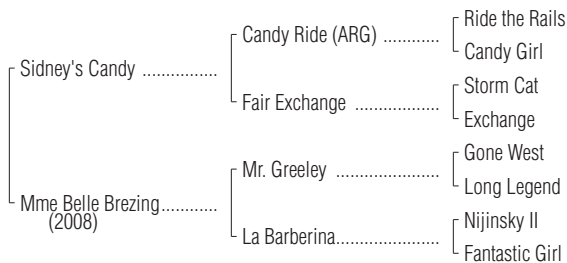 Ride the Rails
Candy Ride (ARG) ............
Candy Girl
Sidney's Candy ................
Storm Cat
Fair Exchange ..................
Exchange
Gone West
Mr. Greeley ......................
Long Legend
Mme Belle Brezing............
(2008)
Nijinsky II
La Barberina......................
Fantastic Girl